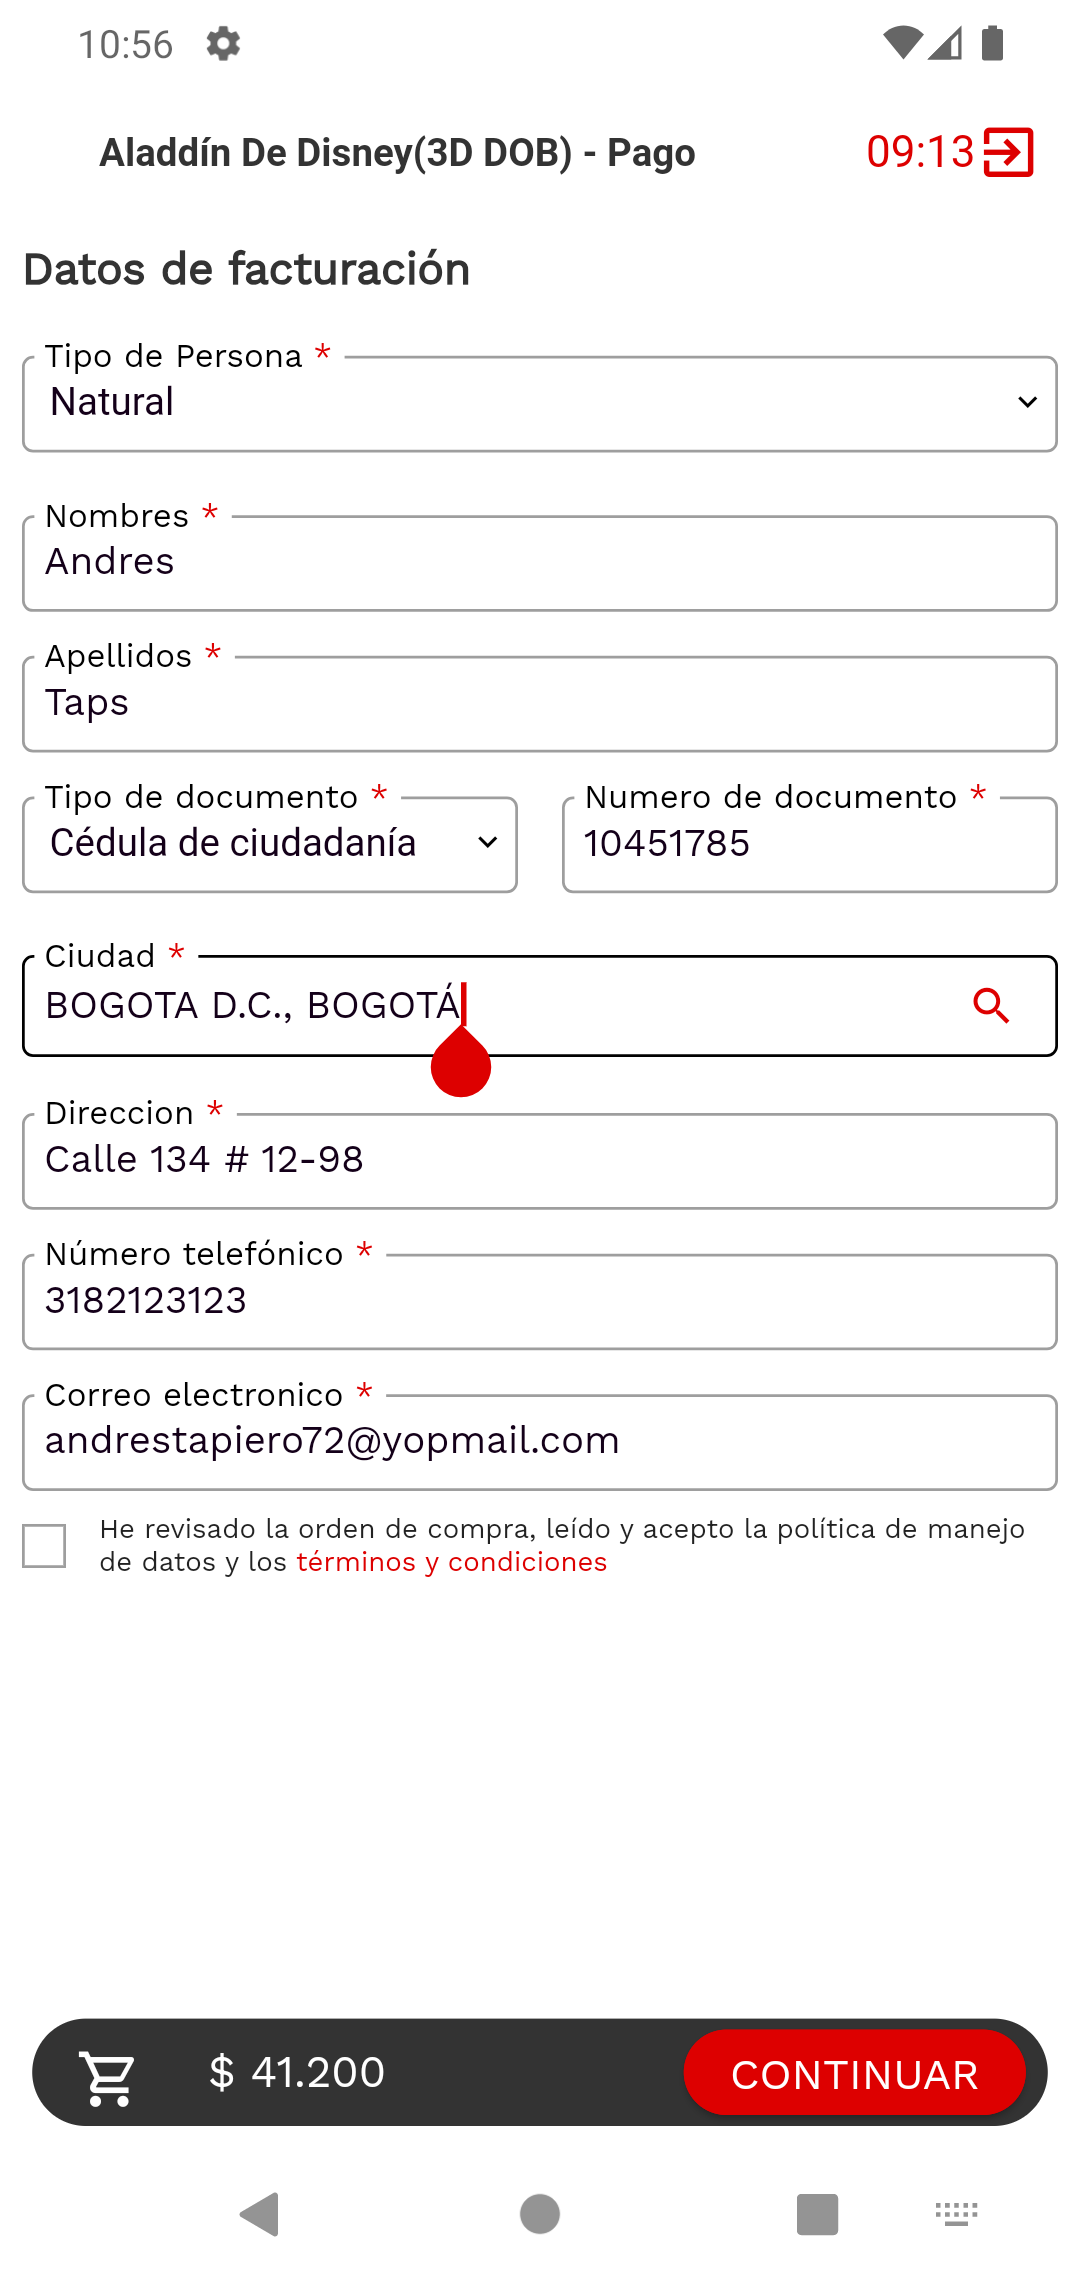 10:56
Aladdín De Disney(3D DOB) - Pago
09:13
Datos de facturación
Tipo de Persona *
Natural
Nombres *
Andres
Apellidos *
Taps
Tipo de documento *
Cédula de ciudadanía
Numero de documento *
10451785
Ciudad *
BOGOTA D.C., BOGOTÁ
Direccion *
Calle 134 # 12-98
Número telefónico *
3182123123
Correo electronico *
andrestapiero72@yopmail.com
He revisado la orden de compra, leído y acepto la política de manejo
de datos y los términos y condiciones
$ 41.200
CONTINUAR